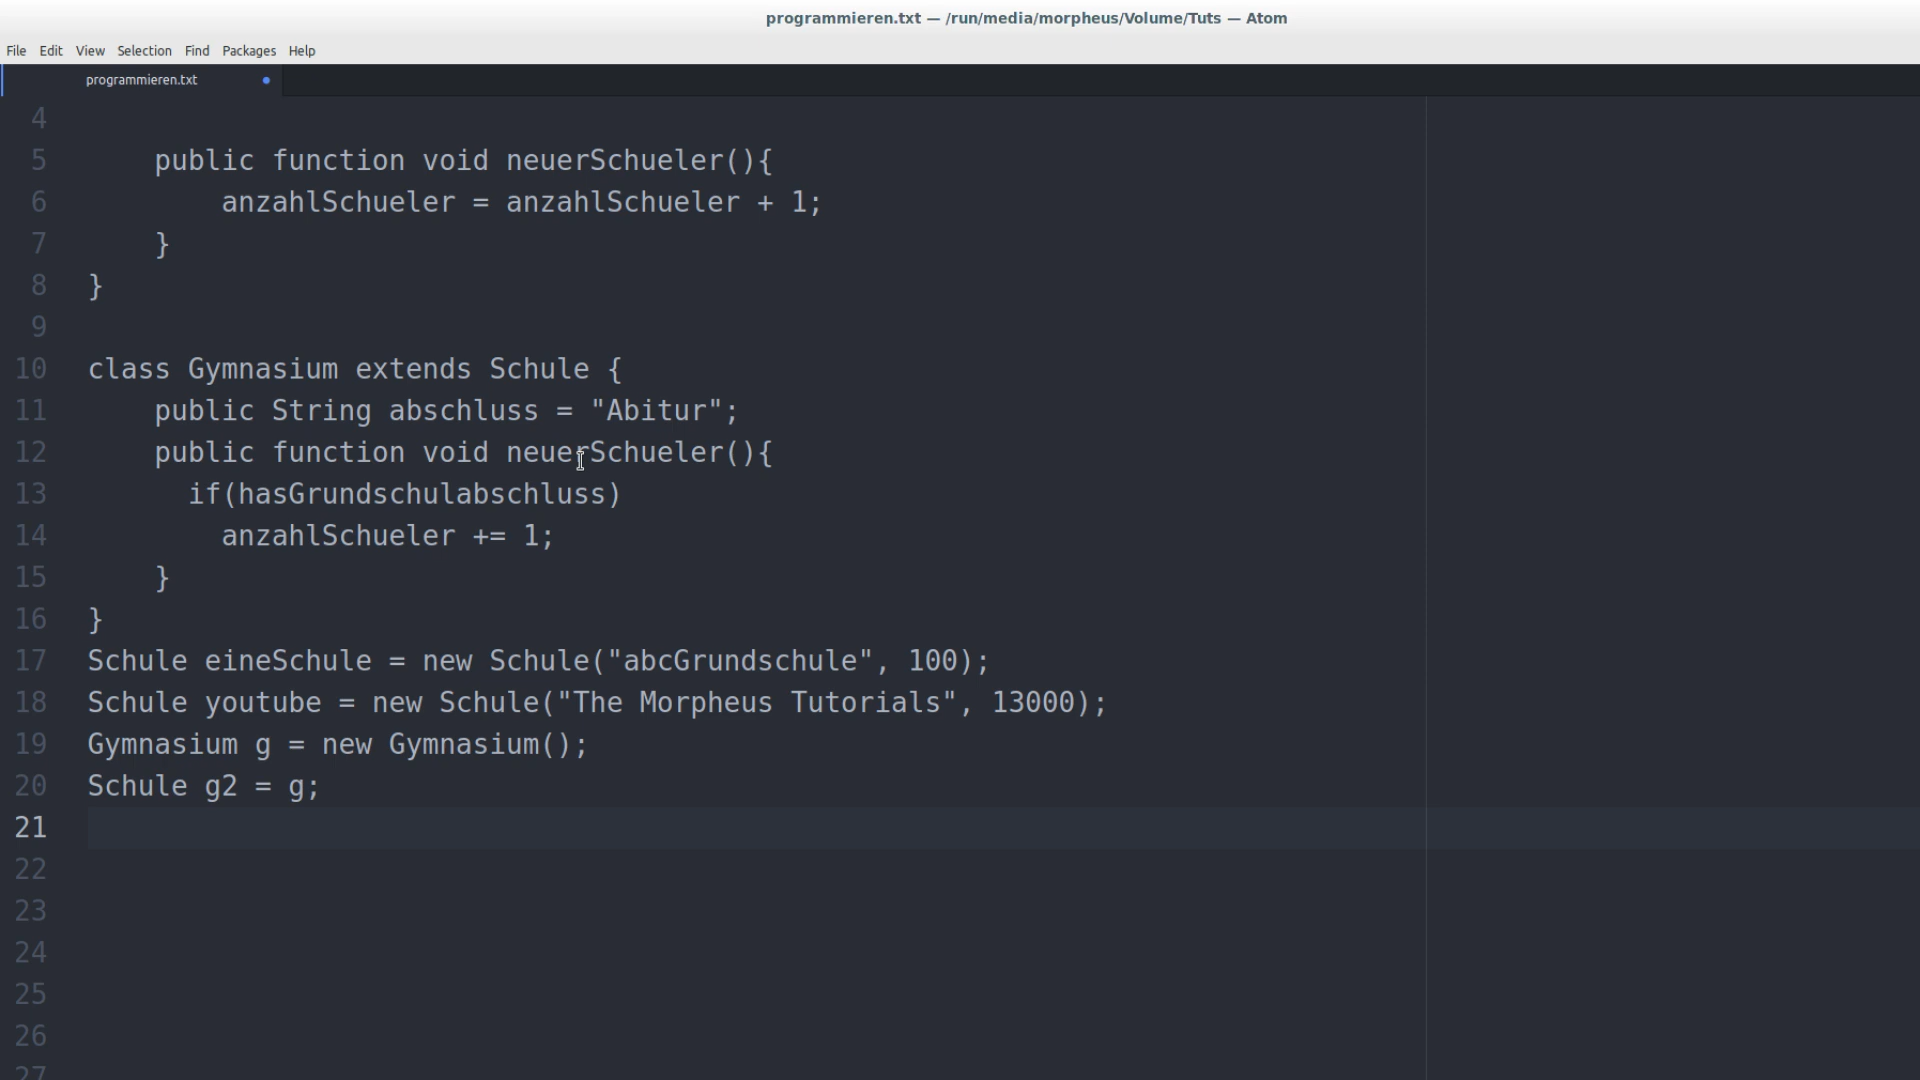 programmieren.txt — /run/media/morpheus/Volume/Tuts — Atom
File Edit View Selection Find Packages Help
programmieren.txt
4
5 public function void neuerSchueler(){
6 anzahlSchueler = anzahlSchueler + 1;
7 }
8 }
9
10 class Gymnasium extends Schule {
11 public String abschluss = "Abitur";
12 public function void neuerSchueler(){
13 if(hasGrundschulabschluss)
14 anzahlSchueler += 1;
15 }
16 }
17 Schule eineSchule = new Schule("abcGrundschule", 100);
18 Schule youtube = new Schule("The Morpheus Tutorials", 13000);
19 Gymnasium g = new Gymnasium();
20 Schule g2 = g;
21
22
23
24
25
26
27